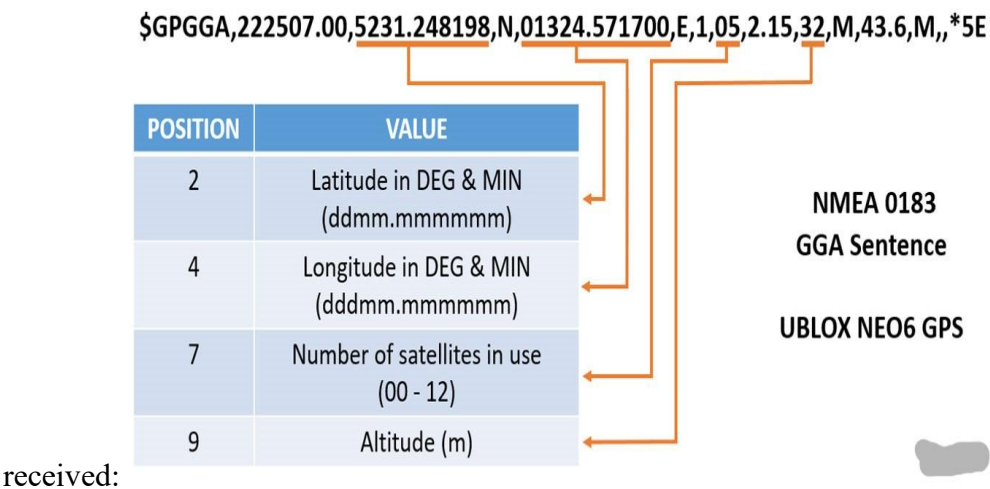 $GPGGA,222507.00,5231.248198,N,01324.571700,E,1,05,2.15,32,M,43.6,M,,*5E
POSITION VALUE
2 Latitude in DEG & MIN
(ddmm.mmmmmm)
4 Longitude in DEG & MIN
(dddmm.mmmmmm)
7 Number of satellites in use
(00 - 12)
9 Altitude (m)
NMEA 0183
GGA Sentence
UBLOX NEO6 GPS
received: